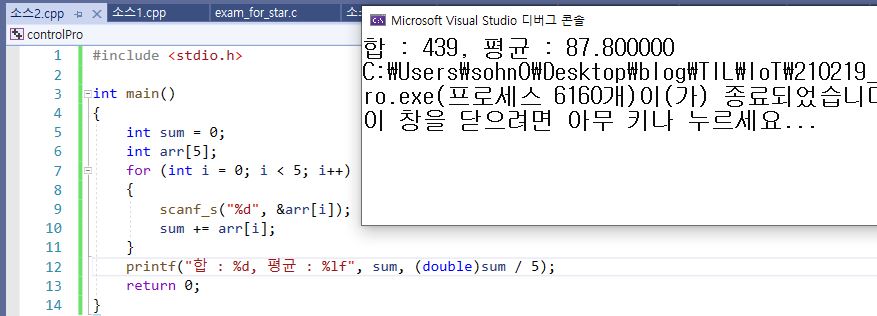 소스2.cpp 소스1.cpp exam_for_star.c
controlPro
1 #include <stdio.h>
2
3 int main()
4 {
5 int sum = 0;
6 int arr[5];
7 for (int i = 0; i < 5; i++)
8 {
9 scanf_s("%d", &arr[i]);
10 sum += arr[i];
11 }
12 printf("합 : %d, 평균 : %lf", sum, (double)sum / 5);
13 return 0;
14 }
Microsoft Visual Studio 디버그 콘솔
합 : 439, 평균 : 87.800000
C:\Users\sohn0\Desktop\blog\TIL\IoT\210219_
ro.exe(프로세스 6160개)이(가) 종료되었습니다
이 창을 닫으려면 아무 키나 누르세요...